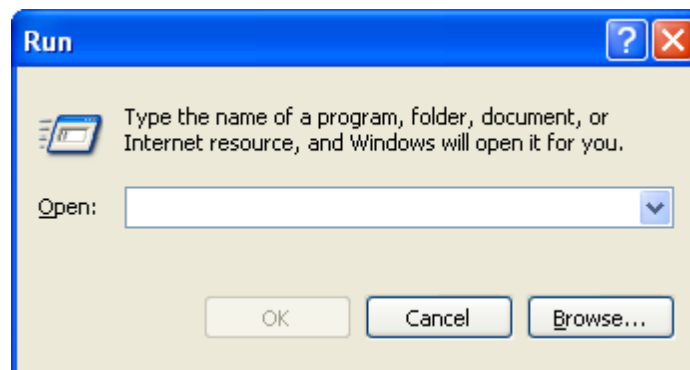 Run
Type the name of a program, folder, document, or
Internet resource, and Windows will open it for you.
Open:
OK
Cancel
Browse...